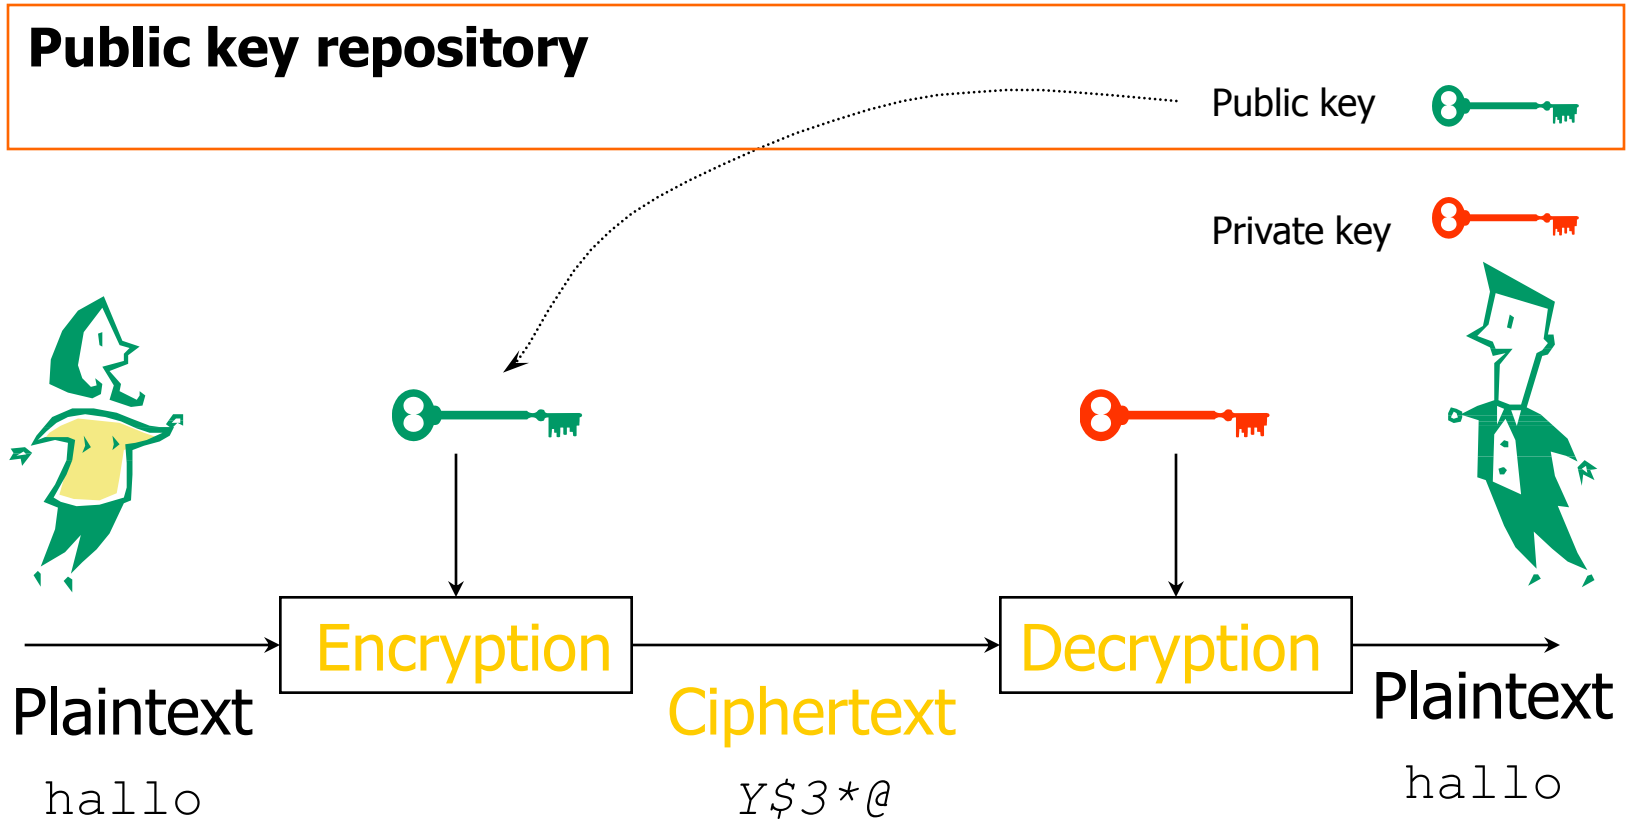 Public key repository
Public key
Private key
Encryption
Decryption
Plaintext
Ciphertext
Plaintext
hallo
Y$3*@
hallo